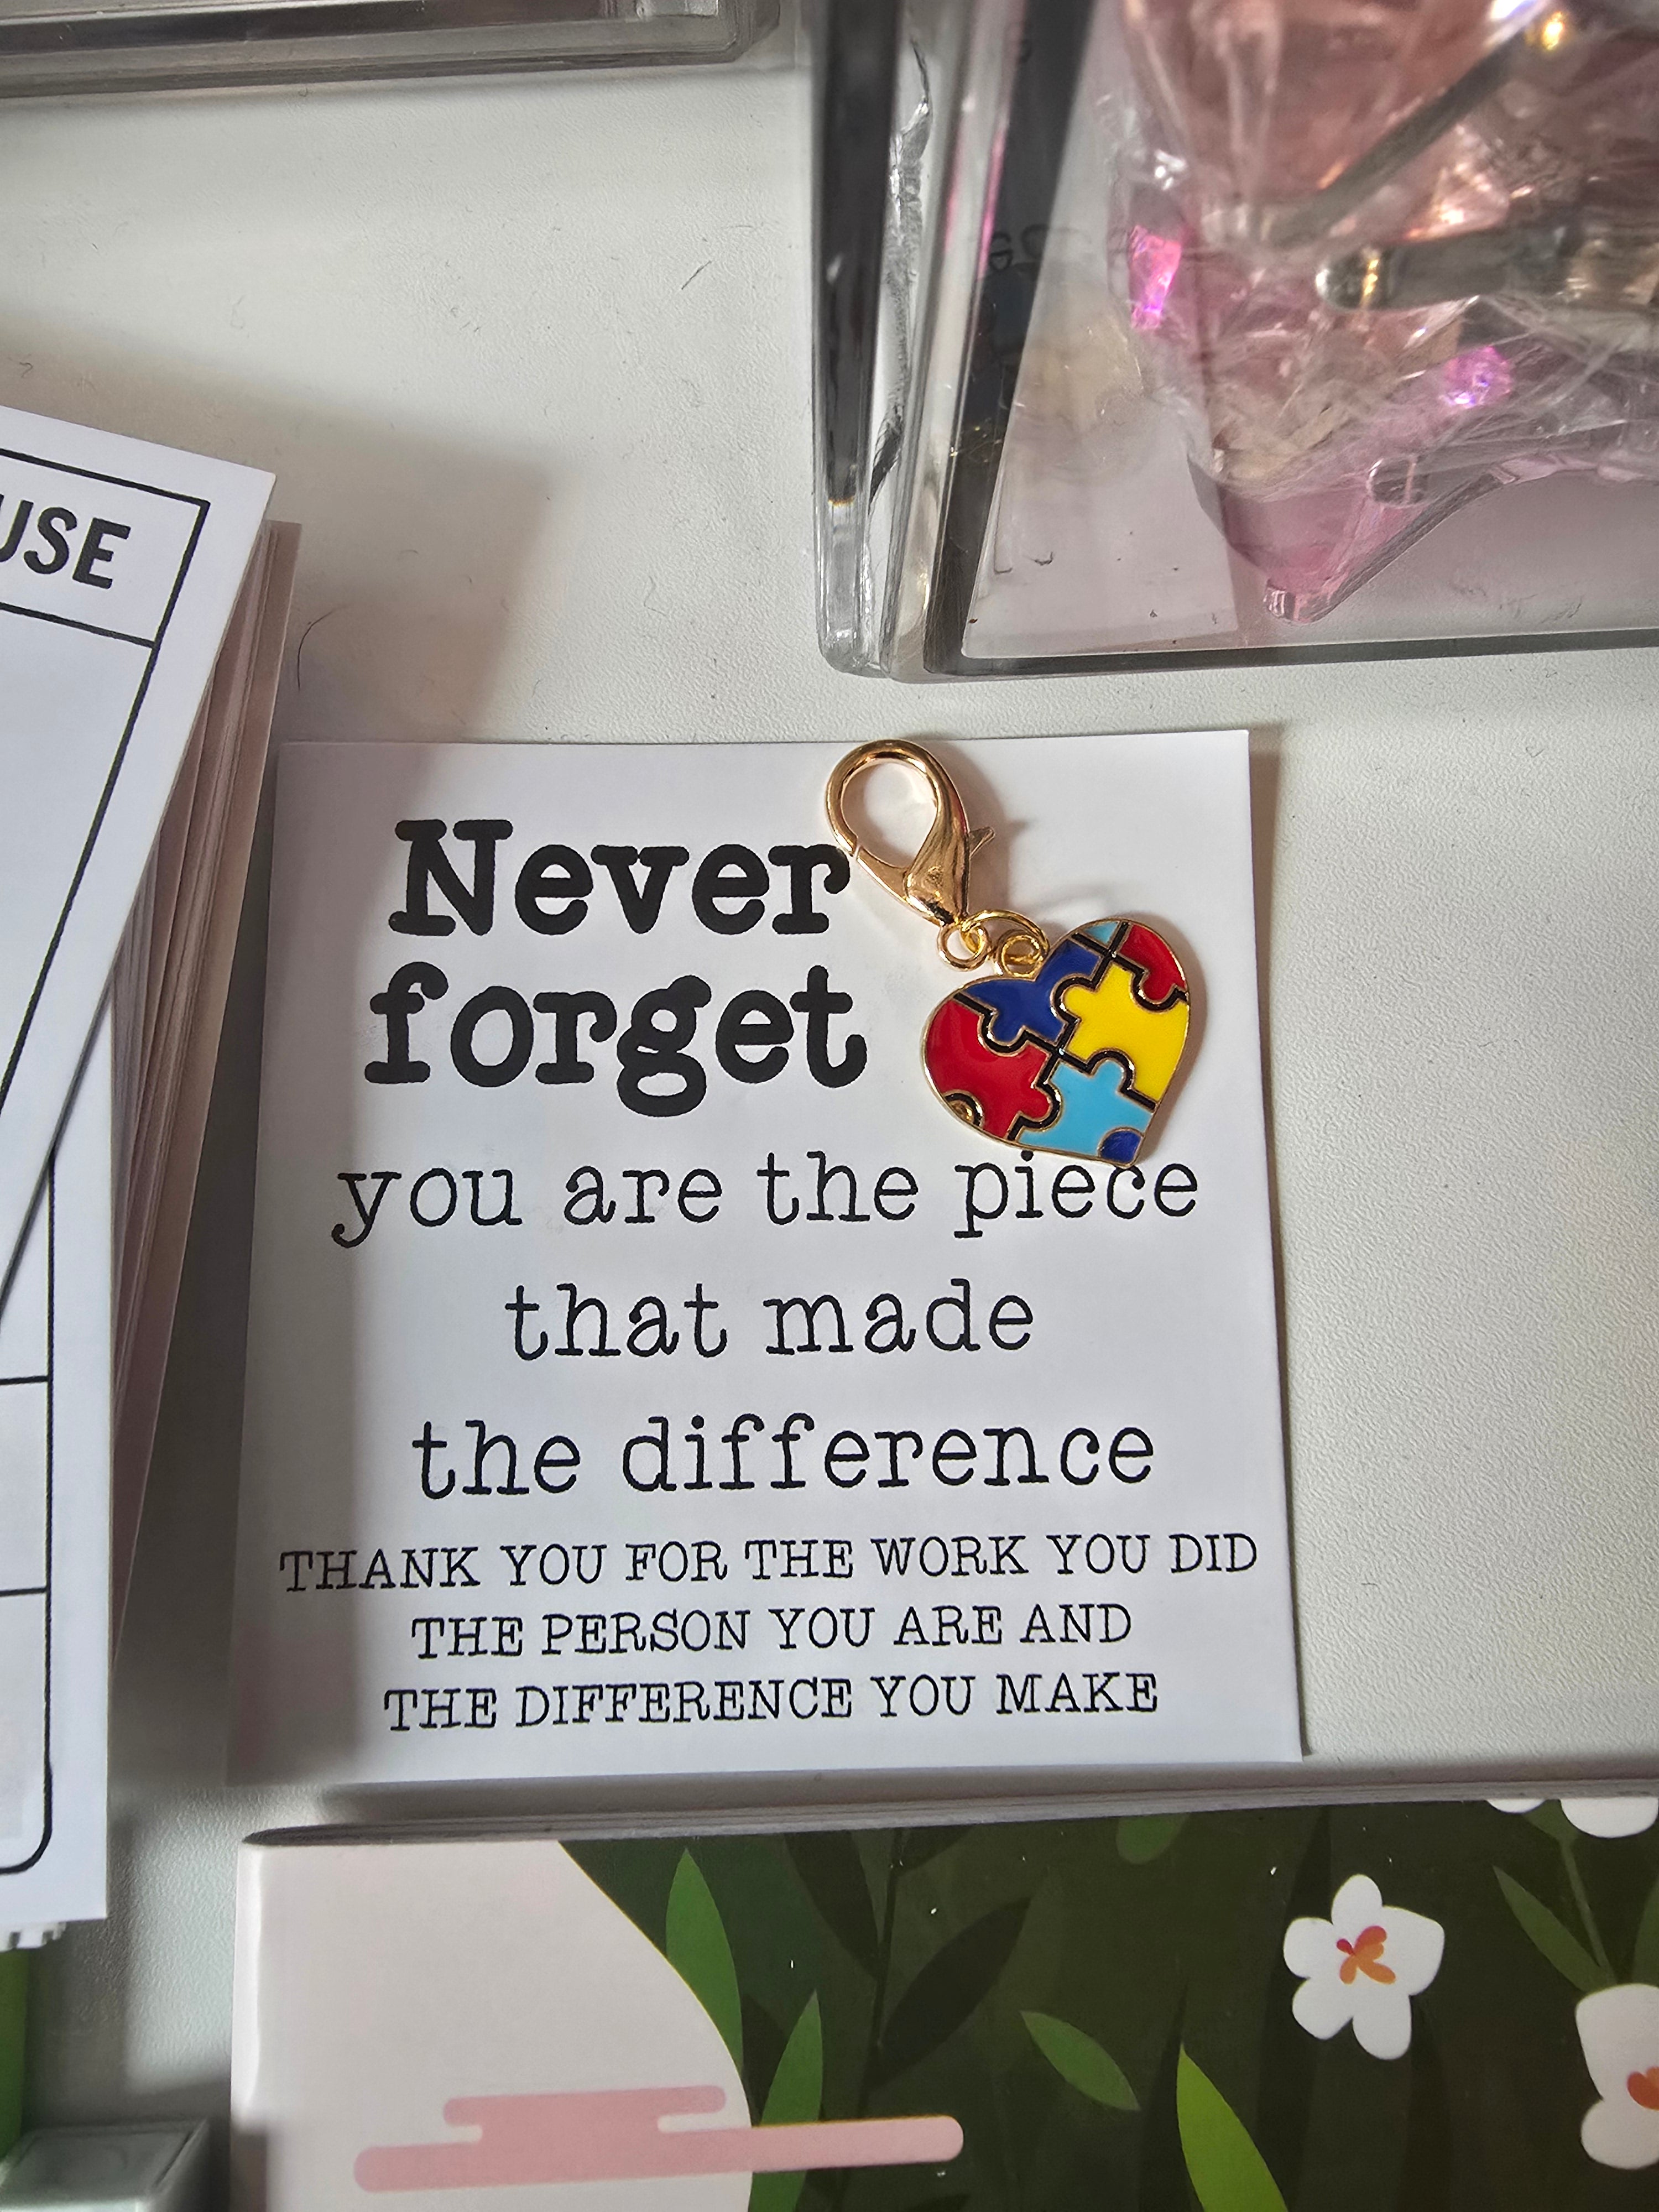 USE
Never
forget
you are the piece
that made
the difference
THANK YOU FOR THE WORK YOU DID
THE PERSON YOU ARE AND
THE DIFFERENCE YOU MAKE